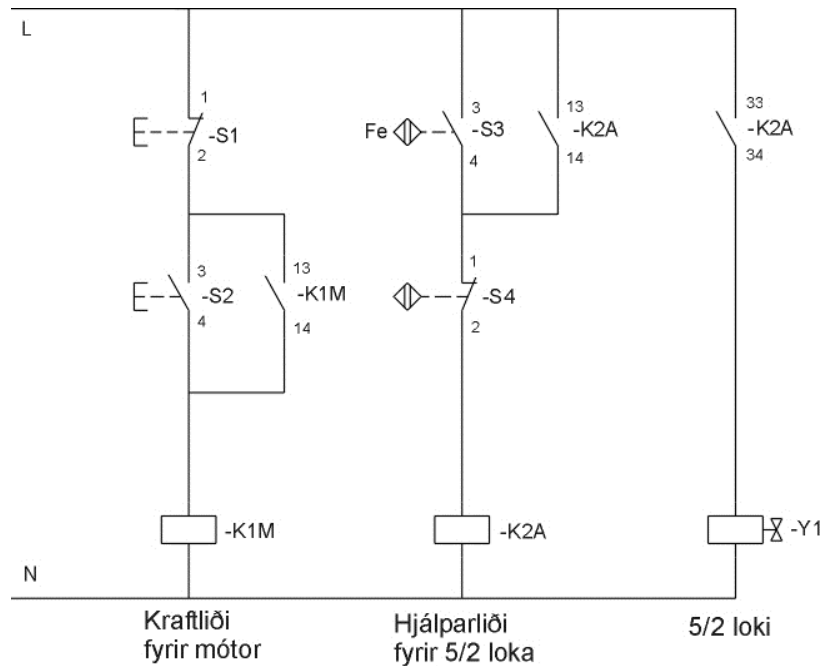 L
1
-S1
2
3
-S2
4
13
-K1M
14
-K1M
Fe
3
-S3
4
13
-K2A
14
1
-S4
2
-K2A
33
-K2A
34
-Y1
N
Kraftliði
fyrir mótor
Hjálparliði
fyrir 5/2 loka
5/2 loki